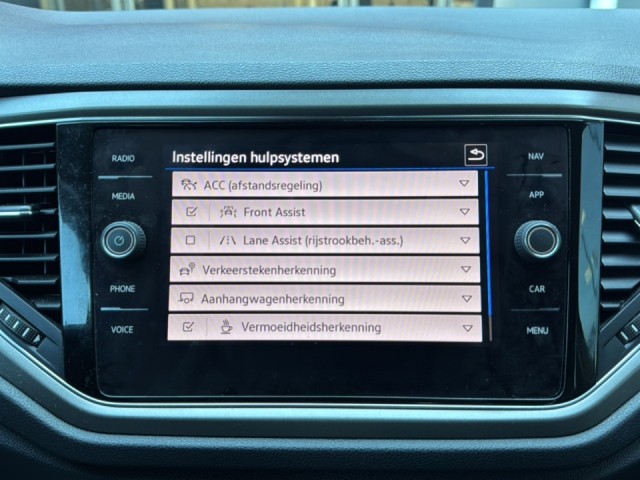 RADIO
MEDIA
PHONE
VOICE
Instellingen hulpsystemen
ACC (afstandsregeling)
Front Assist
Lane Assist (rijstrookbeh.-ass.)
Verkeerstekenherkenning
Aanhangwagenherkenning
Vermoeidheidsherkenning
NAV
APP
CAR
MENU